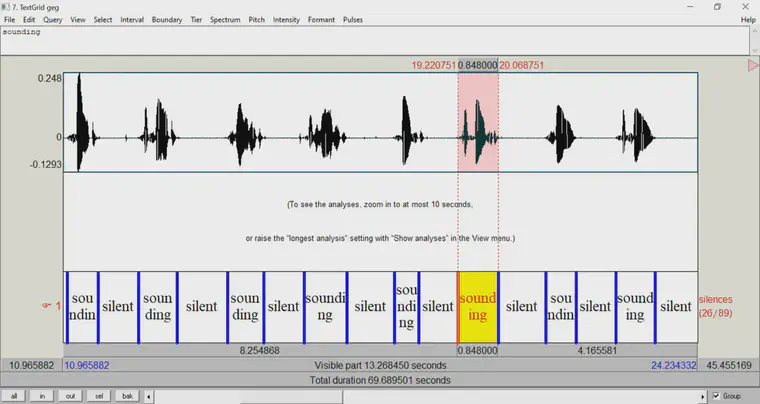 7. TextGrid geg
File Edit Query View Select Interval Boundary Tier Spectrum Pitch Intensity Formant Pulses Help
sounding
19.220751 0.848000 20.068751
0.248
0
-0.1293
(To see the analyses, zoom in to at most 10 seconds,
or raise the "longest analysis" setting with "Show analyses" in the View menu.)
sou silent soun silent sou silent soundi silent sou silent sound silent sou silent sound silent
ndin ding nding ng ndi ing ndin ing
ng
1
silences
(26/89)
8.254868 0.848000 4.165581
10.965882 10.965882 Visible part 13.268450 seconds 24.234332 45.455169
Total duration 69.689501 seconds
all in out sel bak Group